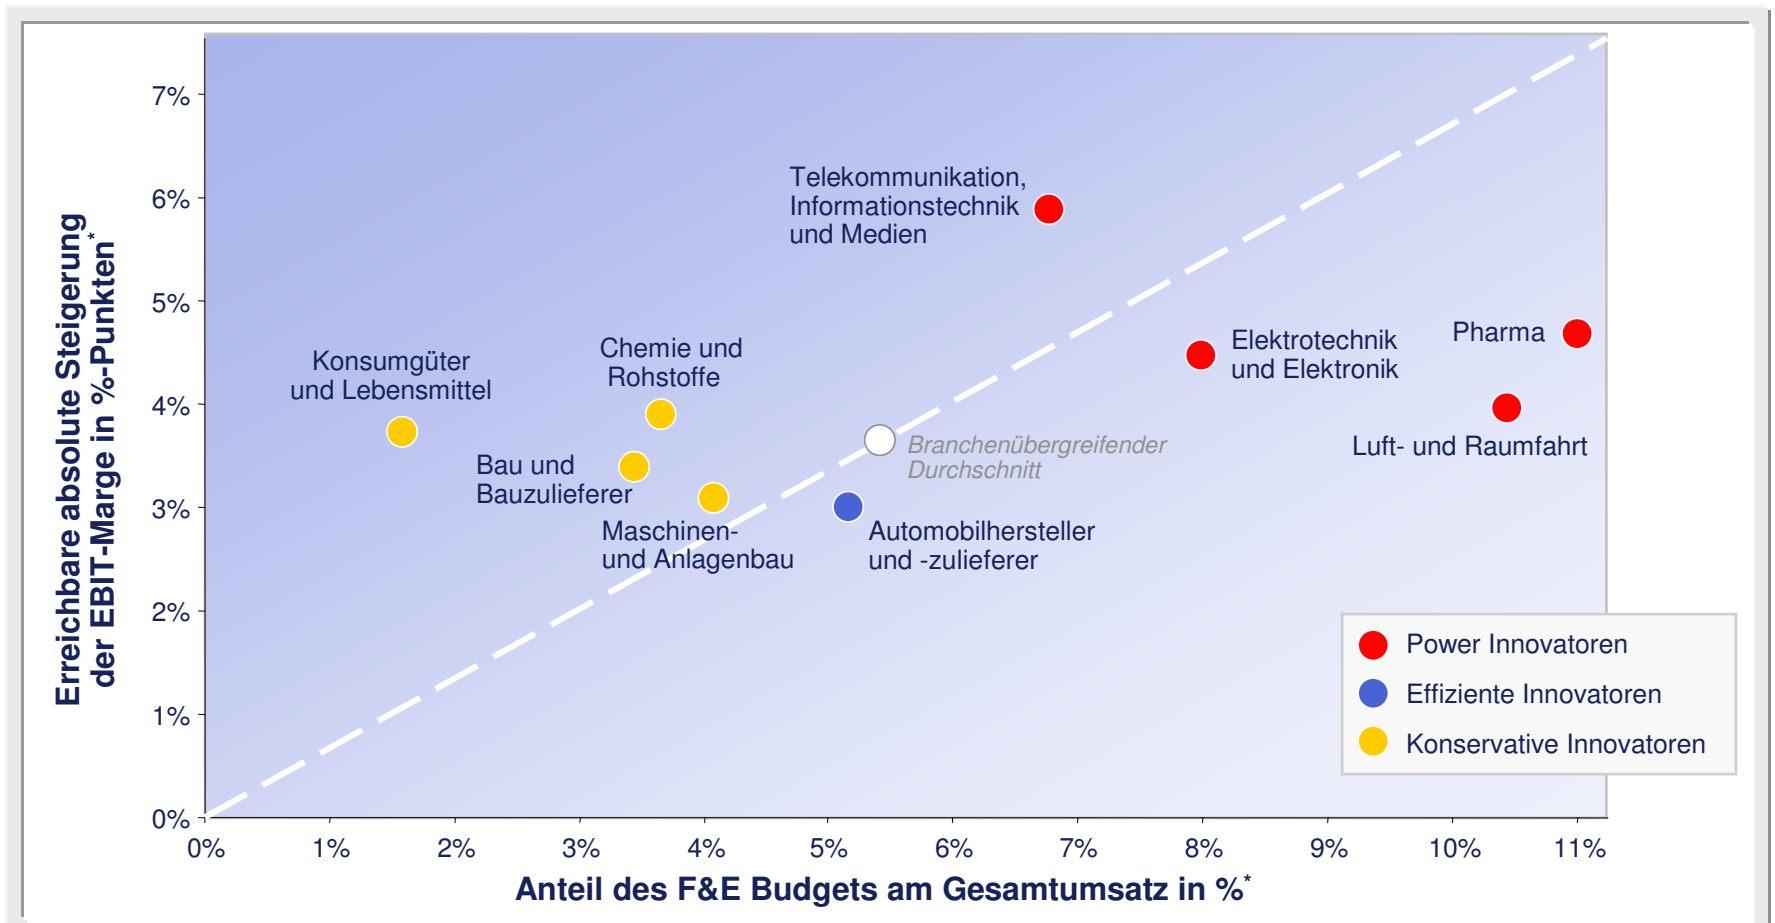 Erreichbare absolute Steigerung
der EBIT-Marge in %-Punkten*
7%
6%
5%
4%
3%
2%
1%
0%
Telekommunikation,
Informationstechnik
und Medien
Elektrotechnik
und Elektronik
Pharma
Luft- und Raumfahrt
Konsumgüter
und Lebensmittel
Chemie und
Rohstoffe
Bau und
Bauzulieferer
Maschinen-
und Anlagenbau
Branchenübergreifender
Durchschnitt
Automobilhersteller
und -zulieferer
Power Innovatoren
Effiziente Innovatoren
Konservative Innovatoren
0% 1% 2% 3% 4% 5% 6% 7% 8% 9% 10% 11%
Anteil des F&E Budgets am Gesamtumsatz in %*